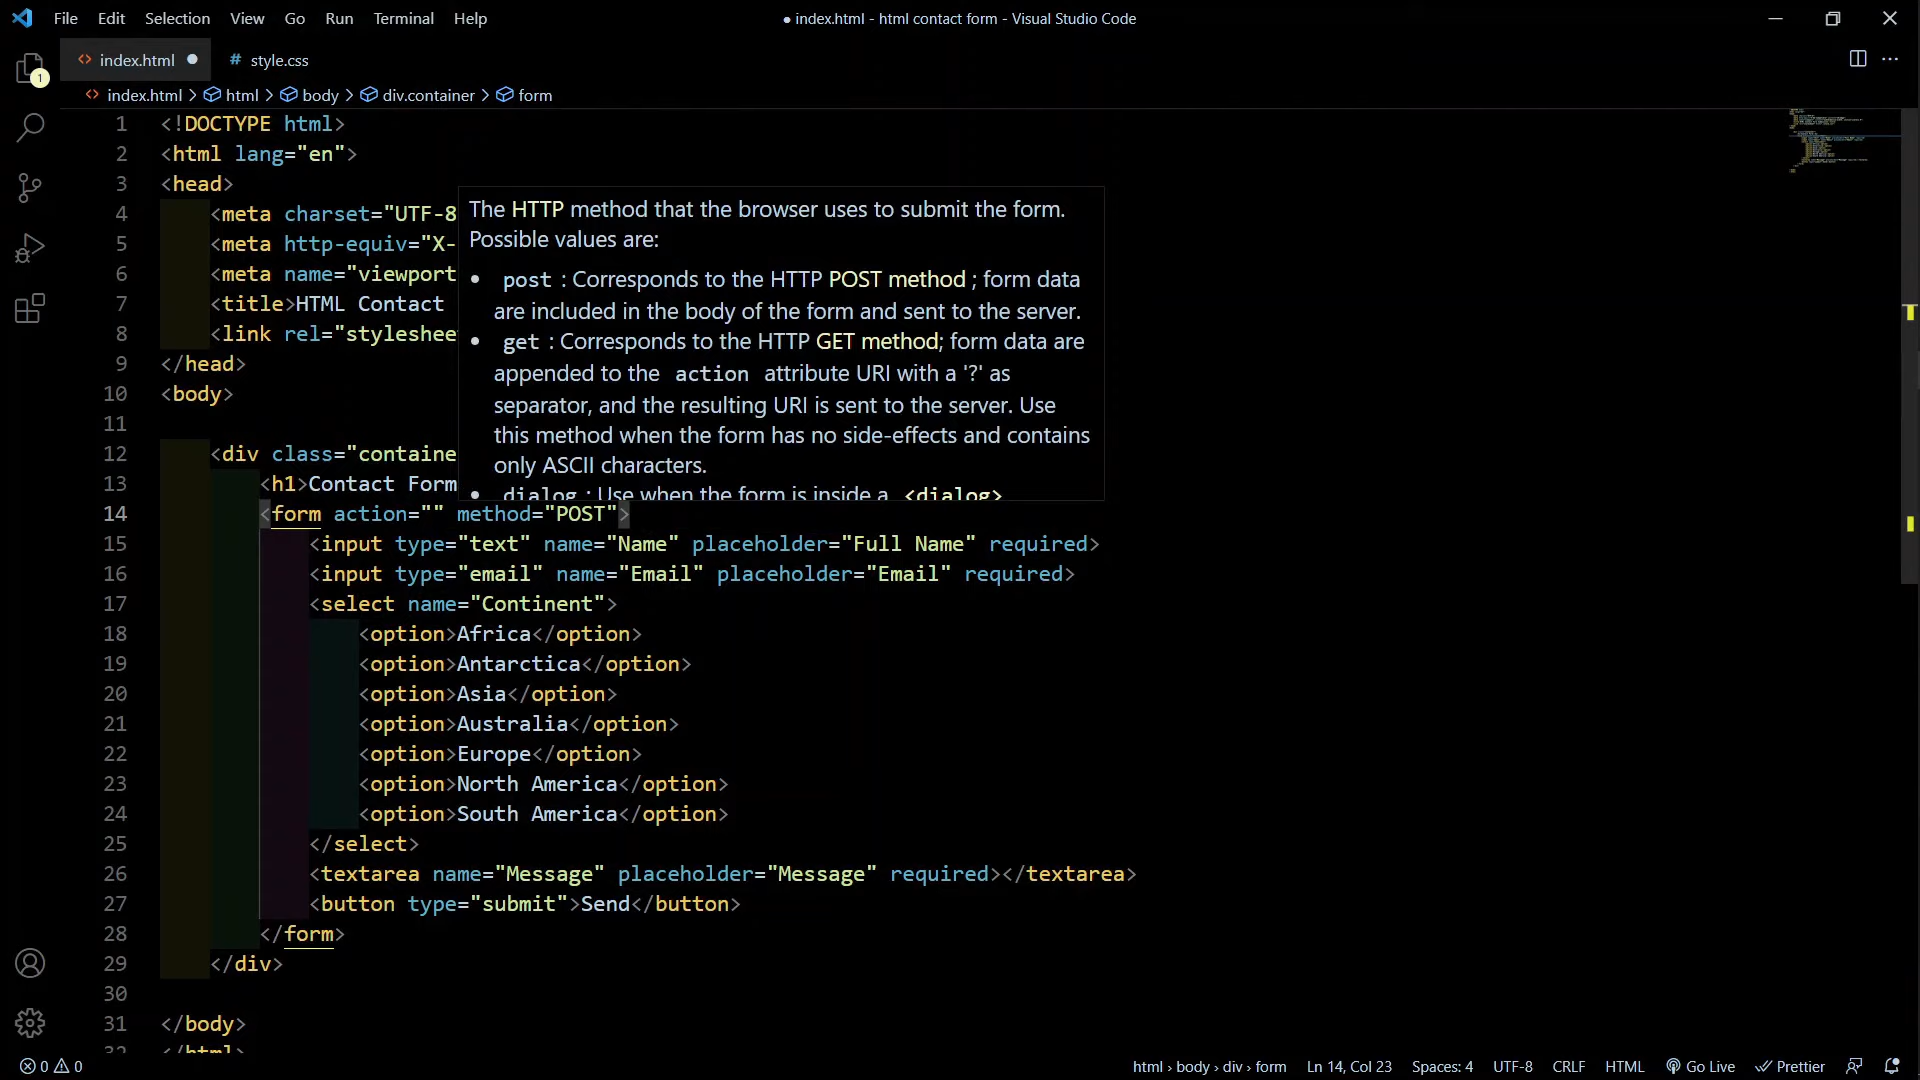 File Edit Selection View Go Run Terminal Help
● index.html - html contact form - Visual Studio Code
<> index.html ● # style.css
<> index.html > html > body > div.container > form
1 <!DOCTYPE html>
2 <html lang="en">
3 <head>
4 <meta charset="UTF-8
5 <meta http-equiv="X-
6 <meta name="viewport
7 <title>HTML Contact
8 <link rel="styleshee
9 </head>
10 <body>
11
12 <div class="containe
13 <h1>Contact Form
The HTTP method that the browser uses to submit the form.
Possible values are:
• post : Corresponds to the HTTP POST method ; form data
are included in the body of the form and sent to the server.
• get : Corresponds to the HTTP GET method; form data are
appended to the action attribute URI with a '?' as
separator, and the resulting URI is sent to the server. Use
this method when the form has no side-effects and contains
only ASCII characters.
• dialog : Use when the form is inside a <dialog>
14 <form action="" method="POST">
15 <input type="text" name="Name" placeholder="Full Name" required>
16 <input type="email" name="Email" placeholder="Email" required>
17 <select name="Continent">
18 <option>Africa</option>
19 <option>Antarctica</option>
20 <option>Asia</option>
21 <option>Australia</option>
22 <option>Europe</option>
23 <option>North America</option>
24 <option>South America</option>
25 </select>
26 <textarea name="Message" placeholder="Message" required></textarea>
27 <button type="submit">Send</button>
28 </form>
29 </div>
30
31 </body>
32 </html>
1
0 0
html › body › div › form Ln 14, Col 23 Spaces: 4 UTF-8 CRLF HTML Go Live Prettier